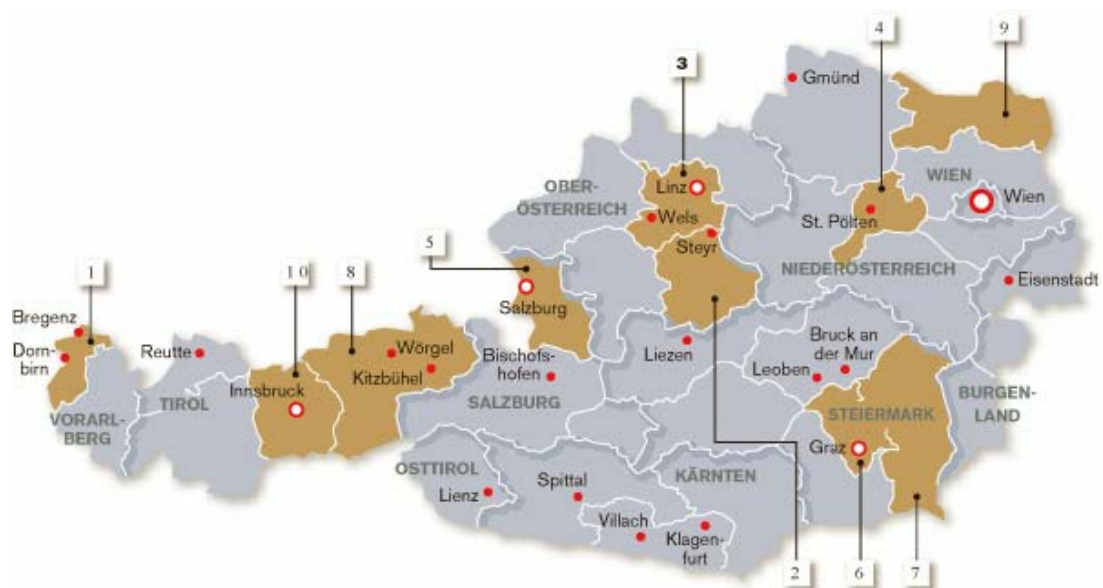 4
9
3
Gmünd
WIEN
OBER-
ÖSTERREICH
Linz
Wien
Wels
St. Pölten
5
Steyr
1
10
8
NIEDERÖSTERREICH
Eisenstadt
Salzburg
Bregenz
Dorn-
birn
Reutte
Wörgel
Kitzbühel
Bischofs-
hofen
Liezen
Bruck an
der Mur
Leoben
Innsbruck
TIROL
SALZBURG
VORARL-
BERG
STEIERMARK
BURGEN-
LAND
Graz
OSTTIROL
Lienz
Spittal
KÄRNTEN
Villach
Klagen-
furt
2
6
7